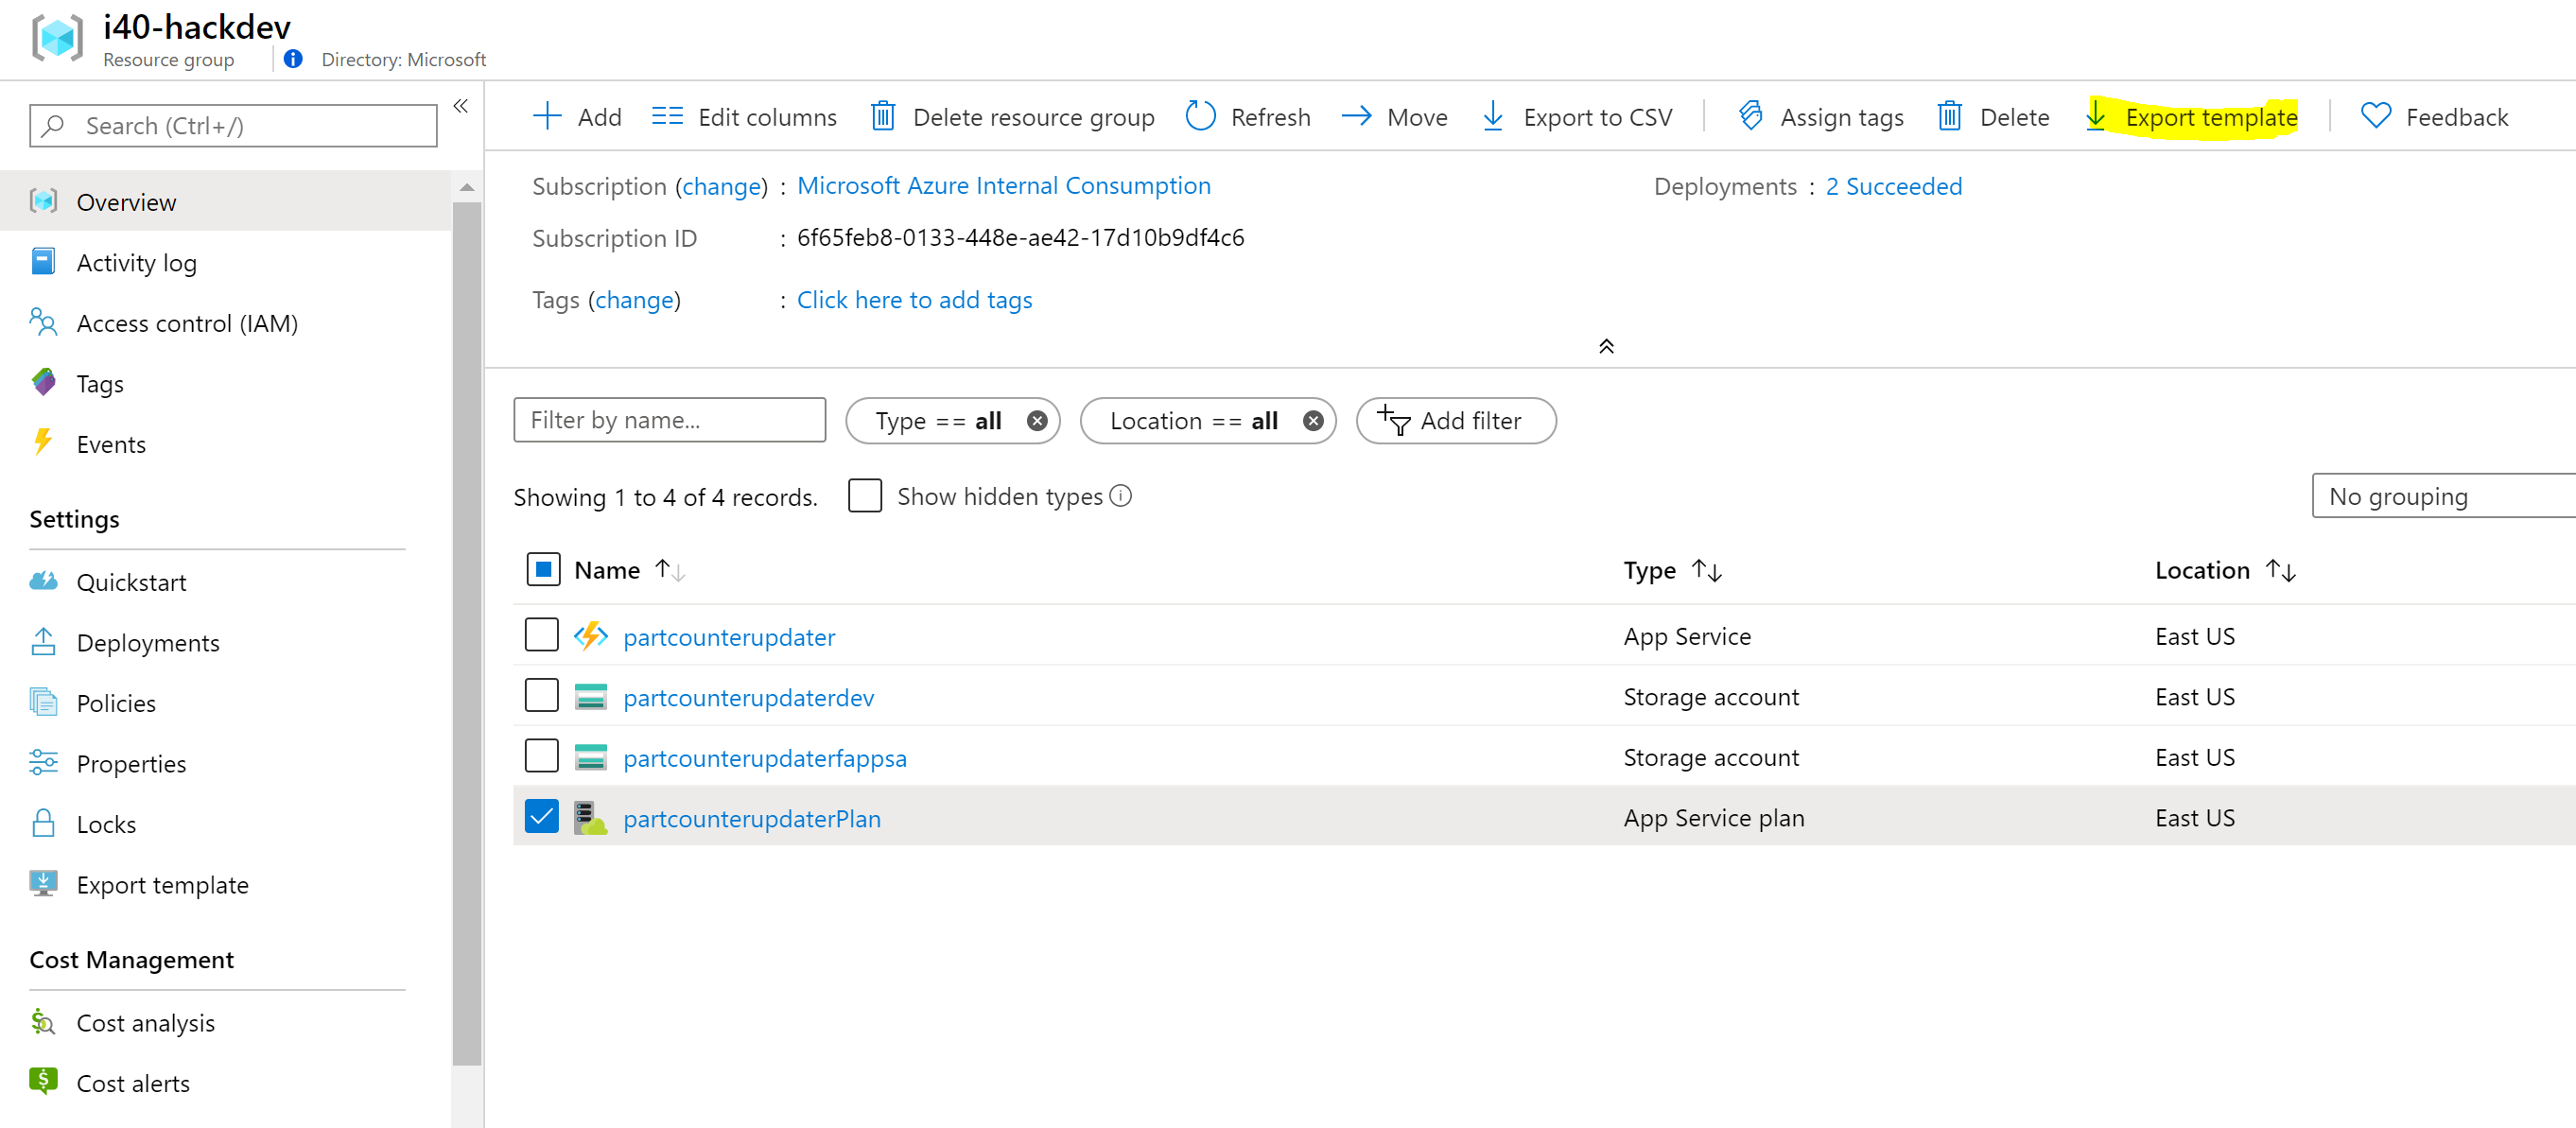 i40-hackdev
Resource group
Directory: Microsoft
Search (Ctrl+/)
Overview
Activity log
Access control (IAM)
Tags
Events
Settings
Quickstart
Deployments
Policies
Properties
Locks
Export template
Cost Management
Cost analysis
Cost alerts
Add Edit columns Delete resource group Refresh Move Export to CSV Assign tags Delete Export template Feedback
Subscription (change) : Microsoft Azure Internal Consumption
Deployments : 2 Succeeded
Subscription ID : 6f65feb8-0133-448e-ae42-17d10b9df4c6
Tags (change) : Click here to add tags
Filter by name... Type == all Location == all Add filter
Showing 1 to 4 of 4 records. Show hidden types
No grouping
Name Type Location
partcounterupdater App Service East US
partcounterupdaterdev Storage account East US
partcounterupdaterfappsa Storage account East US
partcounterupdaterPlan App Service plan East US